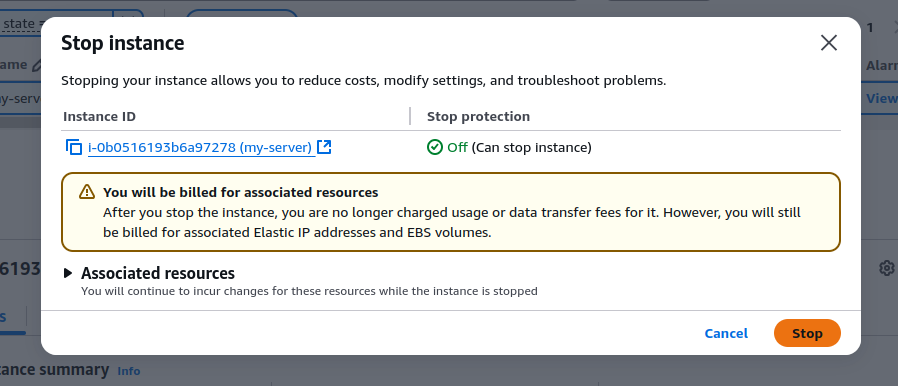 state
Stop instance
1
ame
Alarm
Stopping your instance allows you to reduce costs, modify settings, and troubleshoot problems.
y-serv
View
Instance ID
Stop protection
i-0b0516193b6a97278 (my-server)
Off (Can stop instance)
You will be billed for associated resources
After you stop the instance, you are no longer charged usage or data transfer fees for it. However, you will still
be billed for associated Elastic IP addresses and EBS volumes.
6193
Associated resources
You will continue to incur changes for these resources while the instance is stopped
s
Cancel
Stop
tance summary Info